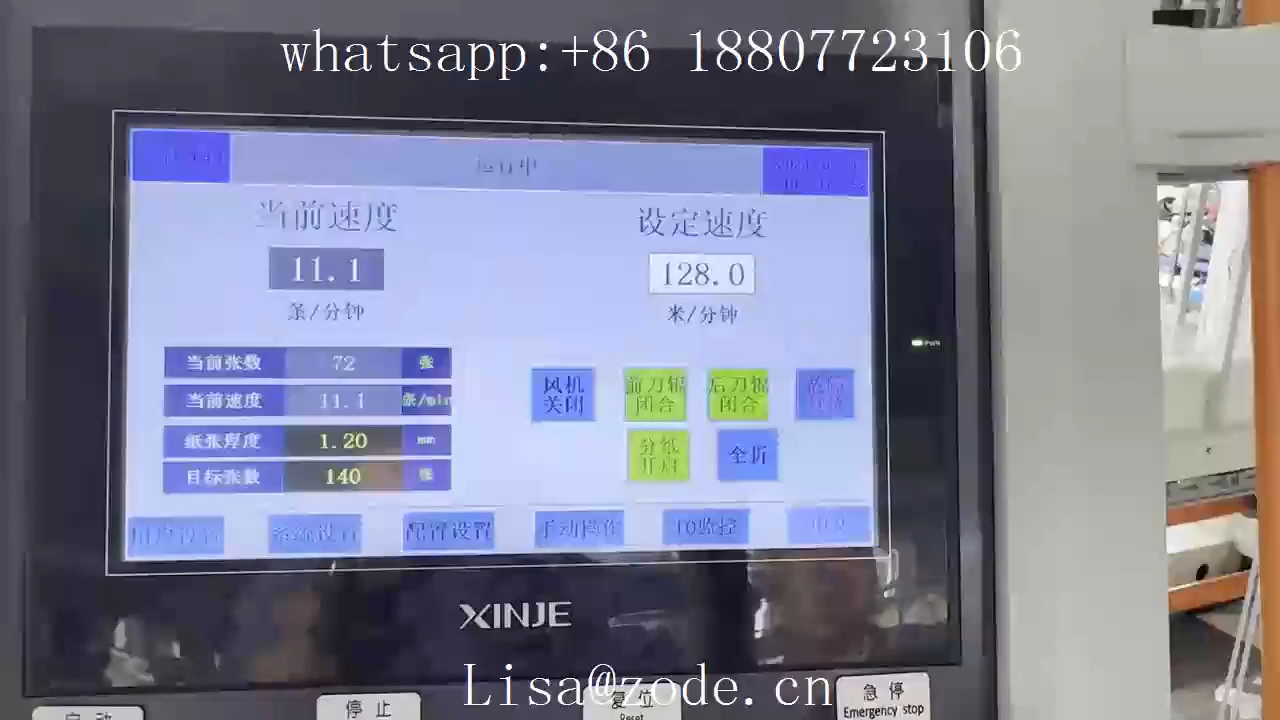 whatsapp:+86 18807723106
运行中
当前速度
设定速度
11.1
128.0
条/分钟
米/分钟
当前张数 72 张
当前速度 11.1 条/min
纸张厚度 1.20 mm
目标张数 140 张
风机
关闭
前刀辊
闭合
后刀辊
闭合
分纸
开启
全折
系统设置
配置设置
手动操作
IO监控
PWR
XINJE
Lisa@zode.cn
启动
停止
复位
Reset
急停
Emergency stop